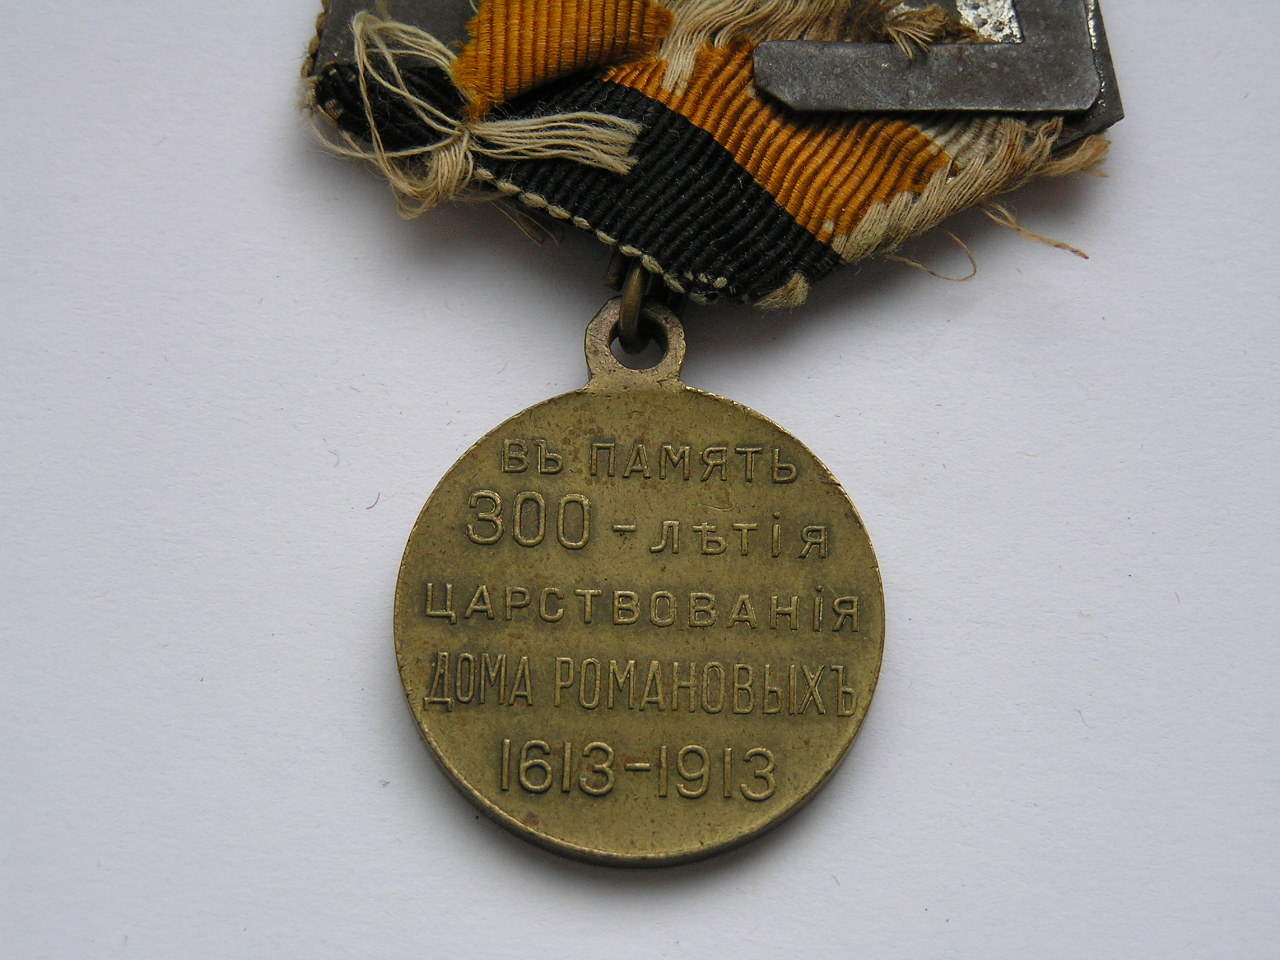 ВЪ ПАМЯТЬ
300-ЛѢТІЯ
ЦАРСТВОВАНІЯ
ДОМА РОМАНОВЫХЪ
1613-1913